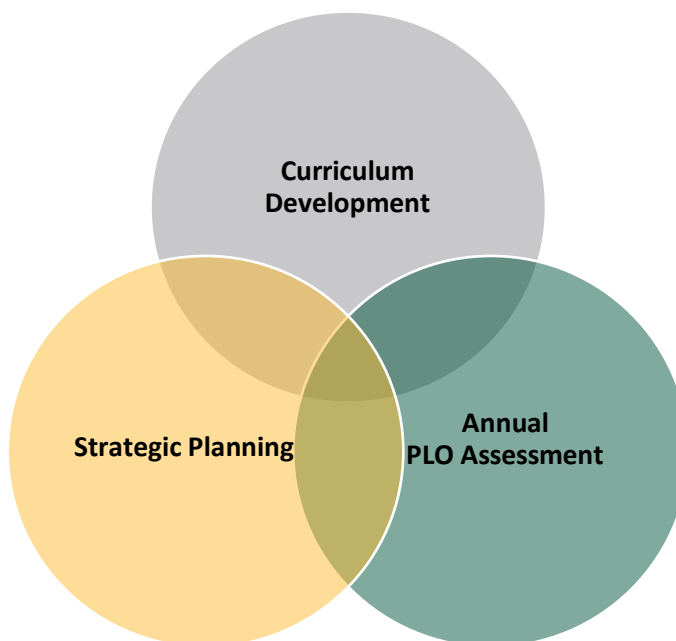 Curriculum
Development
Strategic Planning
Annual
PLO Assessment